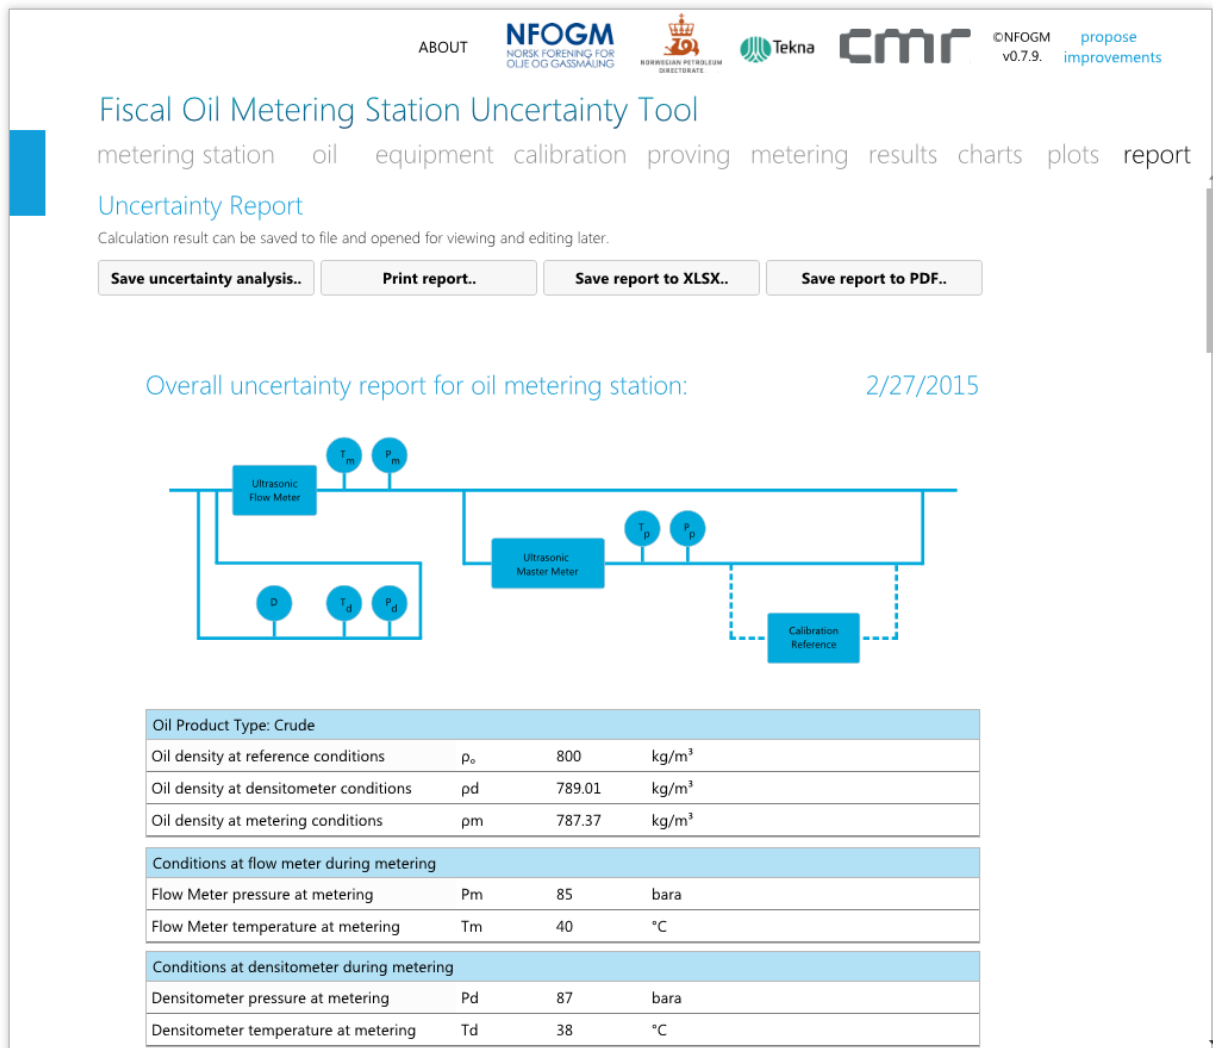 ABOUT
NFOGM
NORSK FORENING FOR
OLJE OG GASSMÅLING
NORWEGIAN PETROLEUM
DIRECTORATE
Tekna
cmr
©NFOGM
v0.7.9.
propose
improvements
Fiscal Oil Metering Station Uncertainty Tool
metering station oil equipment calibration proving metering results charts plots report
Uncertainty Report
Calculation result can be saved to file and opened for viewing and editing later.
Save uncertainty analysis.. Print report.. Save report to XLSX.. Save report to PDF..
Overall uncertainty report for oil metering station: 2/27/2015
Tm Pm
Ultrasonic
Flow Meter
Tp Pp
Ultrasonic
Master Meter
D Td Pd
Calibration
Reference
Oil Product Type: Crude
Oil density at reference conditions ρₒ 800 kg/m³
Oil density at densitometer conditions ρd 789.01 kg/m³
Oil density at metering conditions ρm 787.37 kg/m³
Conditions at flow meter during metering
Flow Meter pressure at metering Pm 85 bara
Flow Meter temperature at metering Tm 40 °C
Conditions at densitometer during metering
Densitometer pressure at metering Pd 87 bara
Densitometer temperature at metering Td 38 °C